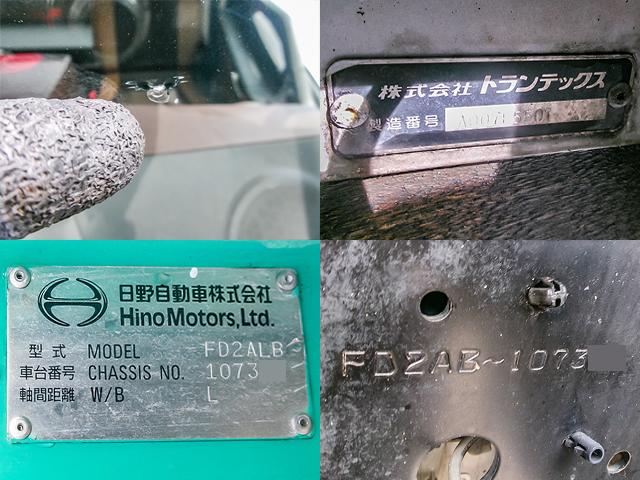 株式会社 トランテックス
製造番号
日野自動車株式会社
Hino Motors, Ltd.
型式 MODEL FD2ALB
車台番号 CHASSIS NO. 1073
軸間距離 W/B L
FD2AB~1073